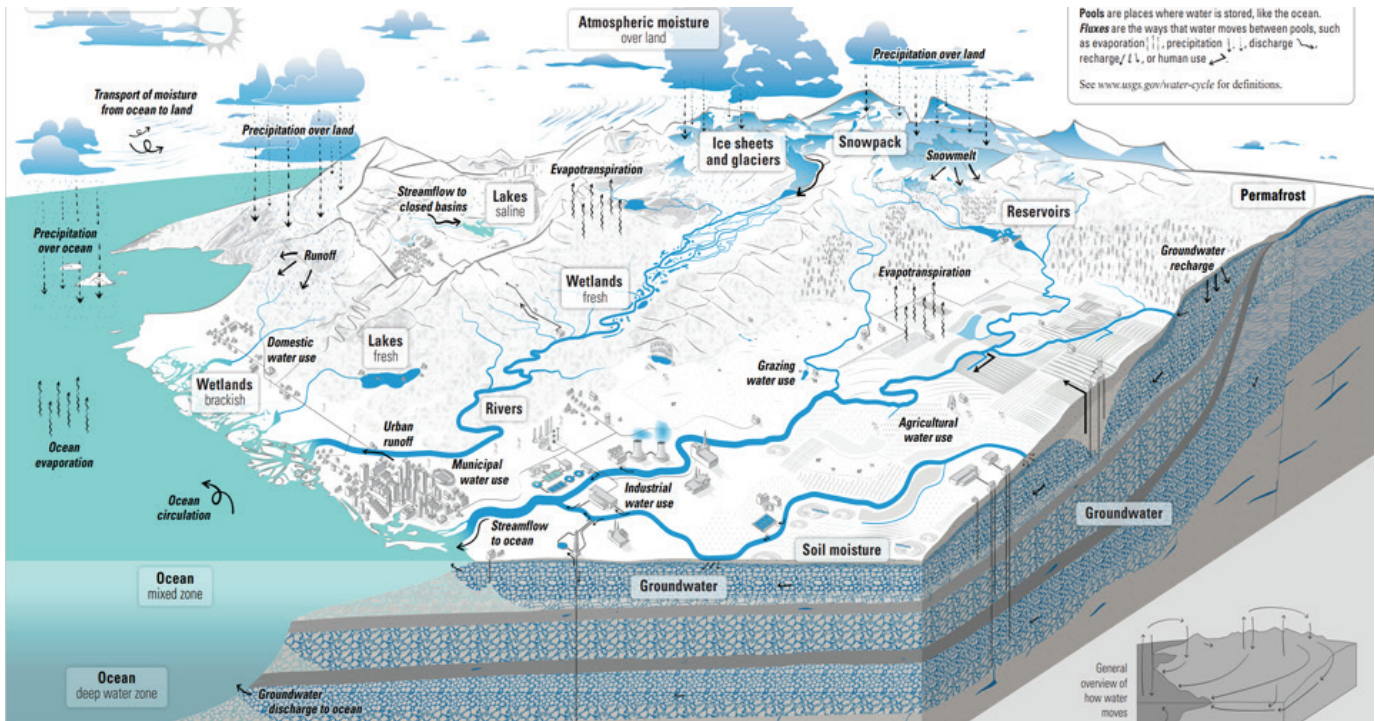 Atmospheric moisture
over land
Pools are places where water is stored, like the ocean.
Fluxes are the ways that water moves between pools, such
as evaporation , precipitation , discharge ,
recharge , or human use .
See www.usgs.gov/water-cycle for definitions.
Precipitation over land
Transport of moisture
from ocean to land
Precipitation over land
Ice sheets
and glaciers
Snowpack
Snowmelt
Evapotranspiration
Streamflow to
closed basins
Lakes
saline
Permafrost
Reservoirs
Precipitation
over ocean
Runoff
Groundwater
recharge
Wetlands
fresh
Evapotranspiration
Domestic
water use
Lakes
fresh
Grazing
water use
Wetlands
brackish
Rivers
Agricultural
water use
Urban
runoff
Ocean
evaporation
Municipal
water use
Industrial
water use
Ocean
circulation
Streamflow
to ocean
Groundwater
Soil moisture
Ocean
mixed zone
Groundwater
Ocean
deep water zone
Groundwater
discharge to ocean
General
overview of
how water
moves